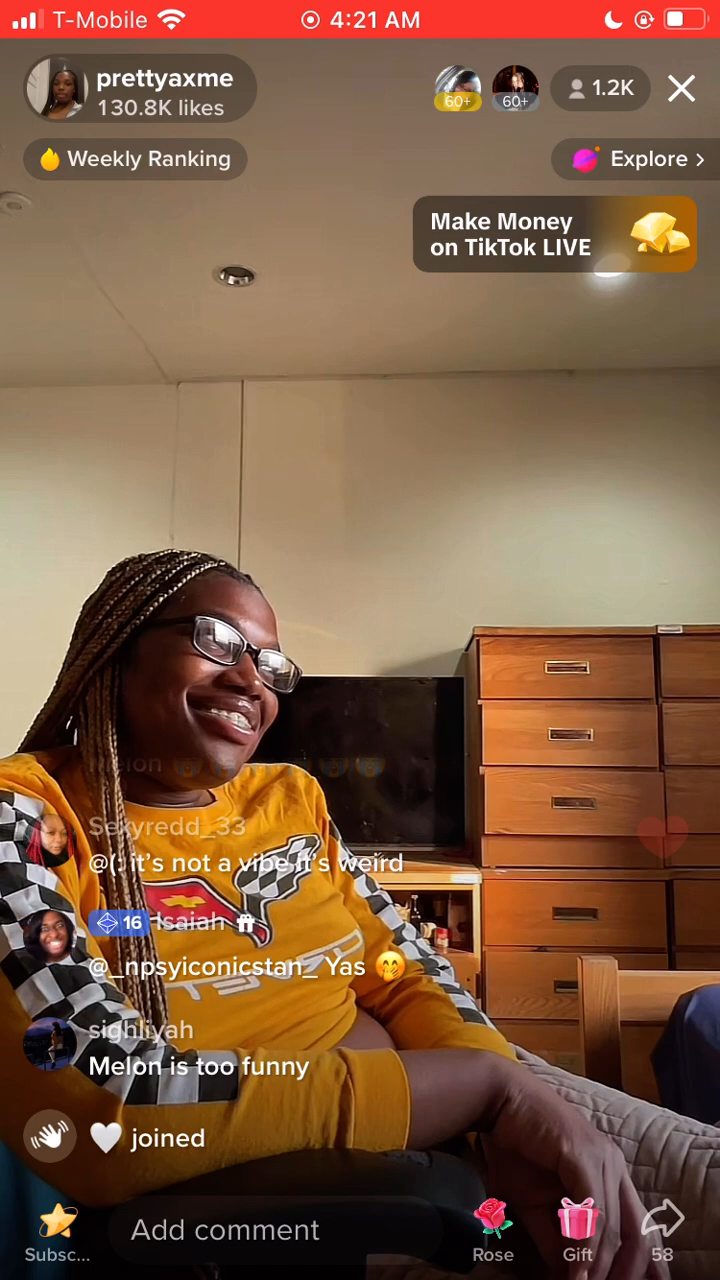 T-Mobile
4:21 AM
prettyaxme
130.8K likes
60+
60+
1.2K
Weekly Ranking
Explore >
Make Money
on TikTok LIVE
Melon
Sexyredd_33
@(: it's not a vibe it's weird
16 Isaiah
@_npsyiconicstan_ Yas 🤭
sighliyah
Melon is too funny
🤍 joined
Add comment
Subsc...
Rose
Gift
58